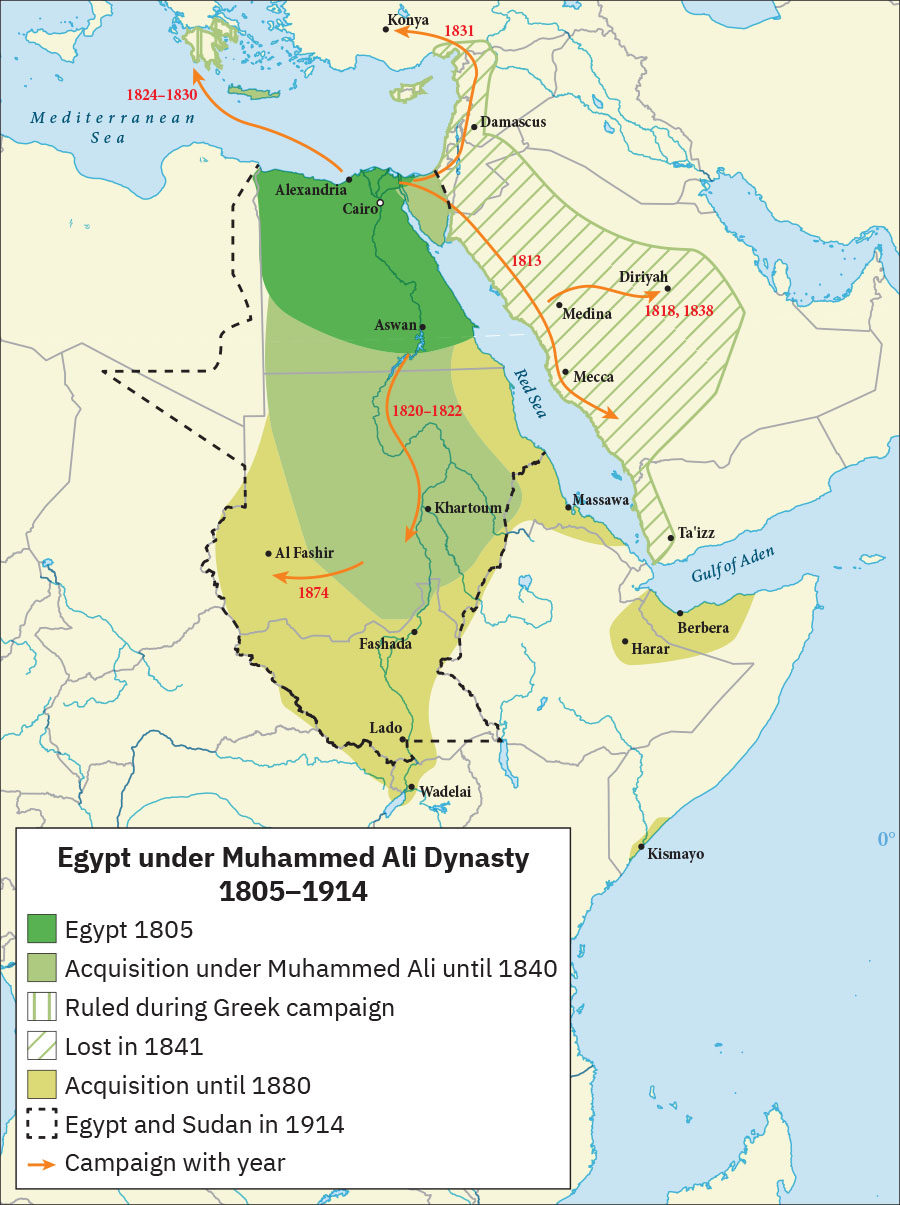 Konya
1831
1824–1830
Mediterranean
Sea
Damascus
Alexandria
Cairo
1813
Diriyah
1818, 1838
Medina
Aswan
Mecca
Red Sea
1820–1822
Massawa
Khartoum
Ta'izz
Al Fashir
Gulf of Aden
1874
Berbera
Fashada
Harar
Lado
Wadelai
0°
Kismayo
Egypt under Muhammed Ali Dynasty
1805–1914
Egypt 1805
Acquisition under Muhammed Ali until 1840
Ruled during Greek campaign
Lost in 1841
Acquisition until 1880
Egypt and Sudan in 1914
Campaign with year